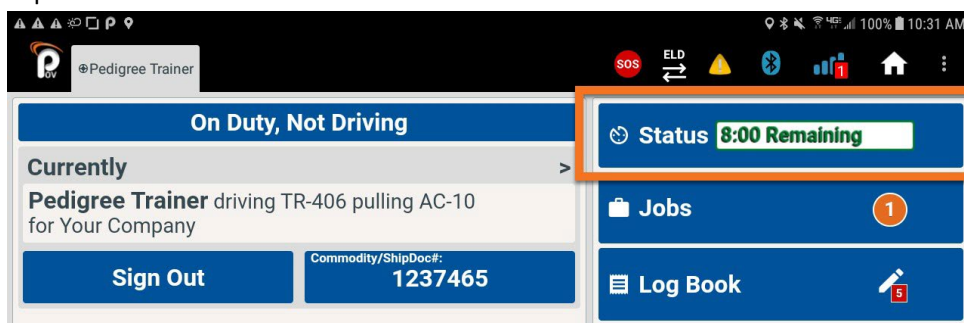 4GE 100% 10:31 AM
Pov
Pedigree Trainer
SOS
ELD
1
On Duty, Not Driving
Status 8:00 Remaining
Currently >
Pedigree Trainer driving TR-406 pulling AC-10
for Your Company
Jobs 1
Sign Out
Commodity/ShipDoc#:
1237465
Log Book 5